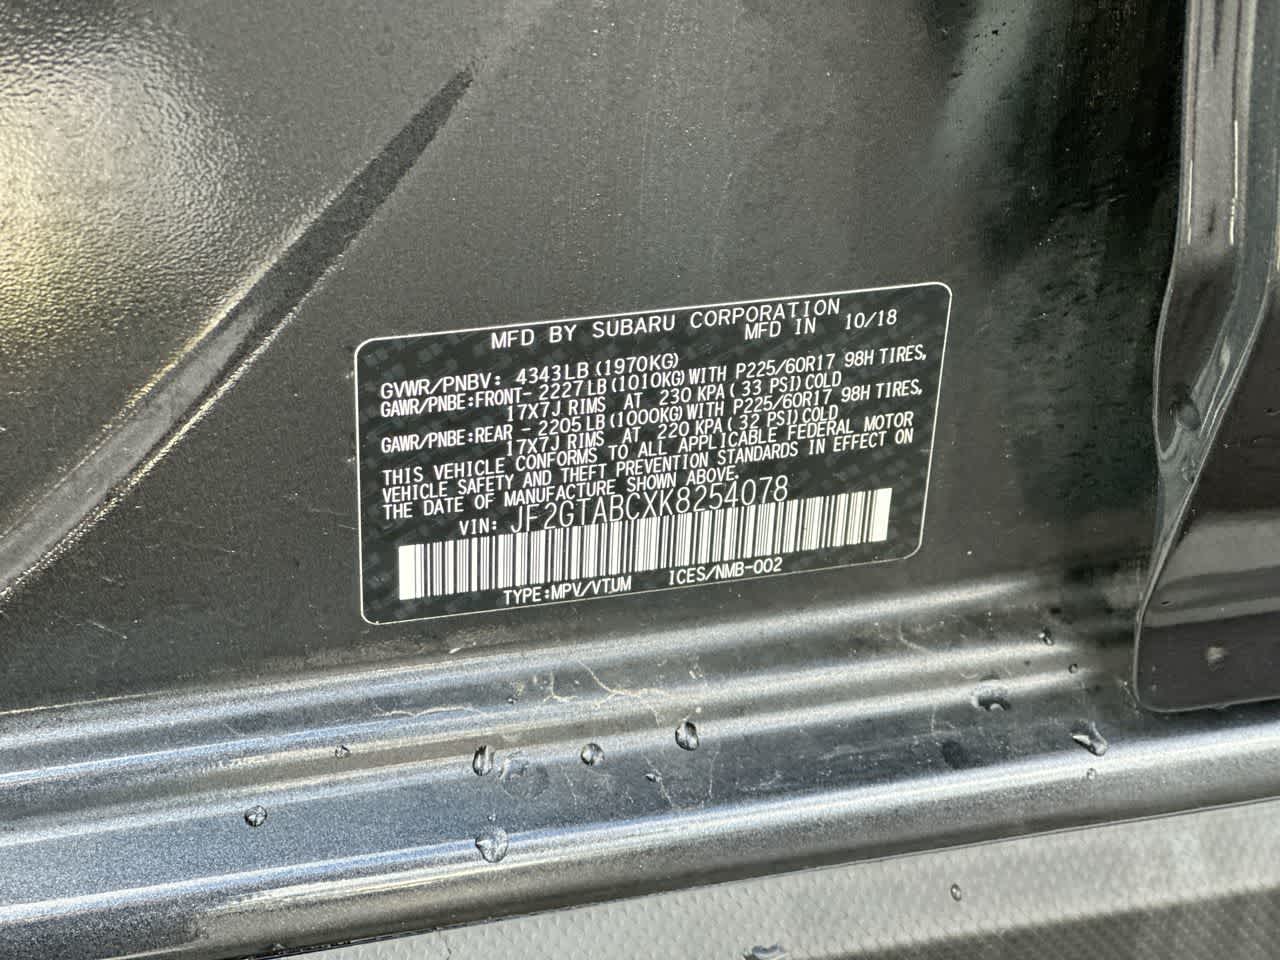 MFD BY SUBARU CORPORATION
MFD IN 10/18
GVWR/PNBV: 4343LB(1970KG)
GAWR/PNBE:FRONT- 2227LB(1010KG)WITH P225/60R17 98H TIRES,
17X7J RIMS AT 230 KPA( 33 PSI)COLD
GAWR/PNBE:REAR - 2205LB(1000KG)WITH P225/60R17 98H TIRES,
17X7J RIMS AT 220 KPA( 32 PSI)COLD
THIS VEHICLE CONFORMS TO ALL APPLICABLE FEDERAL MOTOR
VEHICLE SAFETY AND THEFT PREVENTION STANDARDS IN EFFECT ON
THE DATE OF MANUFACTURE SHOWN ABOVE.
VIN: JF2GTABCXK8254078
TYPE:MPV/VTUM ICES/NMB-002